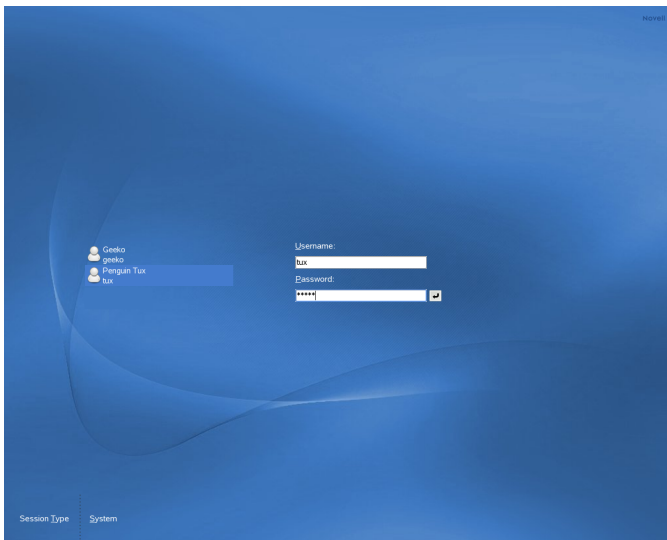 Novell
Geeko
geeko
Penguin Tux
tux
Username:
tux
Password:
*****
Session Type
System